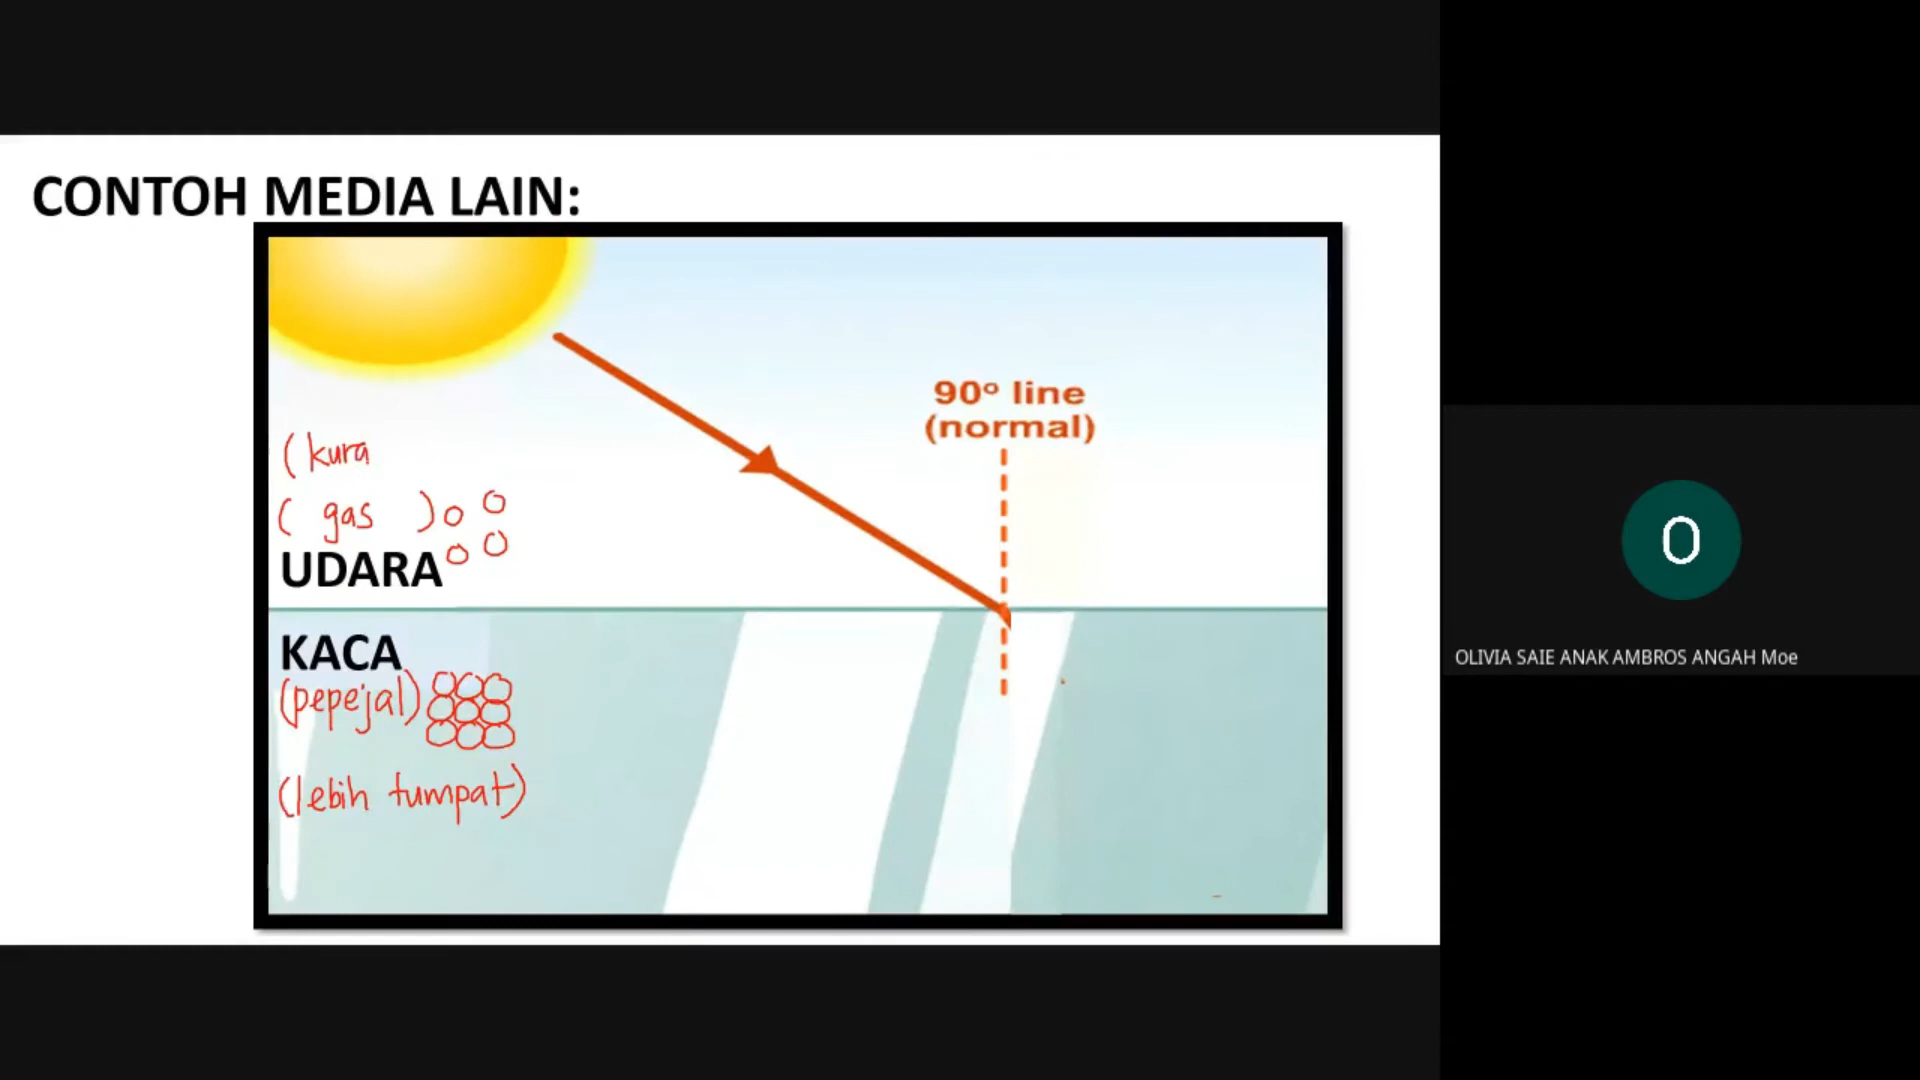 CONTOH MEDIA LAIN:
90° line
(normal)
(kura
(gas)
UDARA
KACA
(pepejal)
(lebih tumpat)
O
OLIVIA SAIE ANAK AMBROS ANGAH Moe